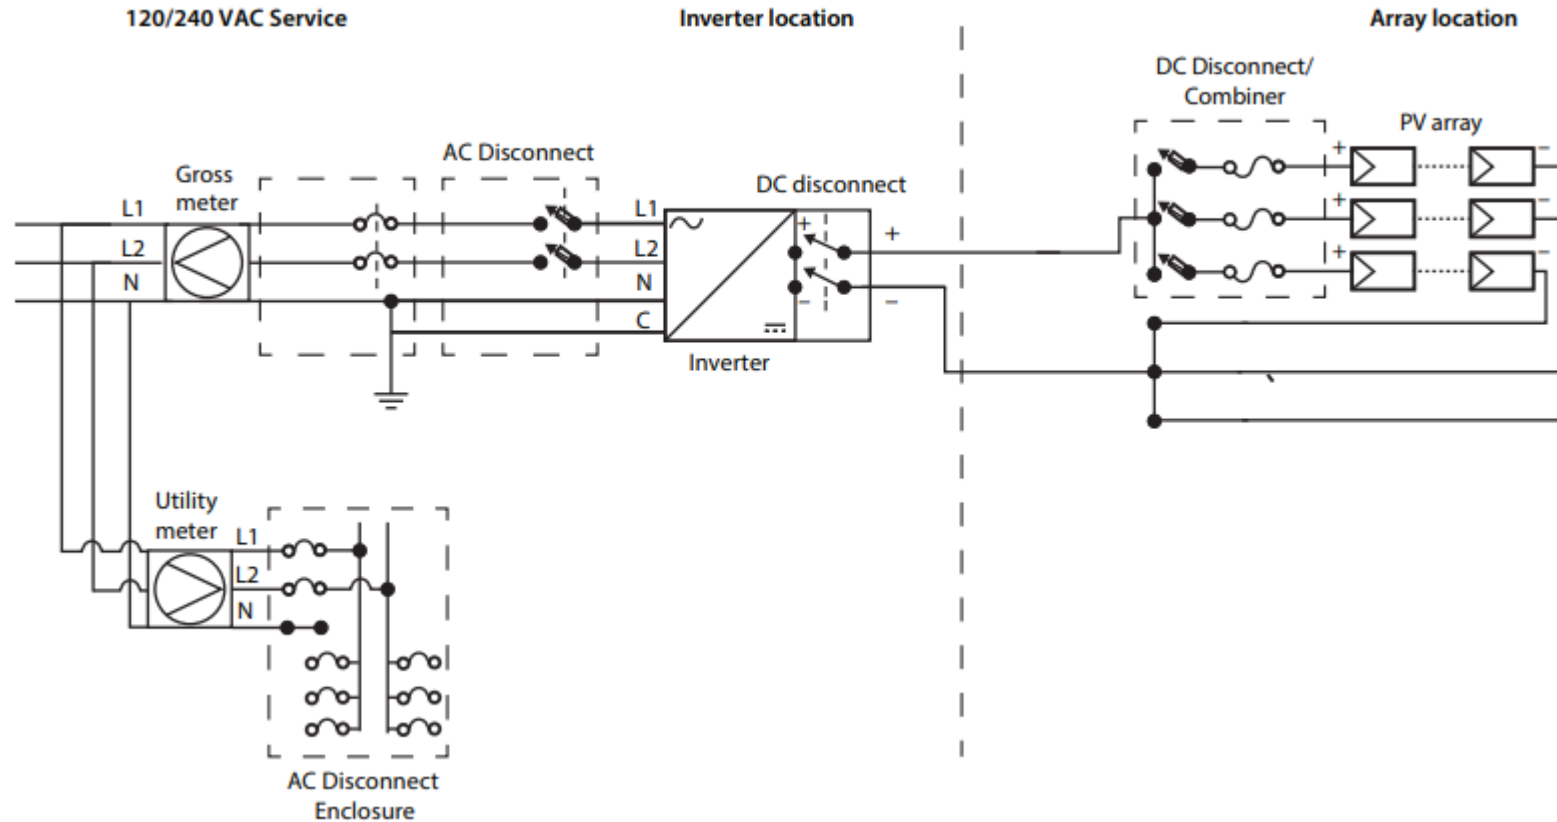 120/240 VAC Service
Inverter location
Array location
DC Disconnect/
Combiner
PV array
AC Disconnect
Gross
meter
DC disconnect
L1
L2
N
L1
L2
N
C
+
−
+
−
+
−
+
−
+
−
Inverter
Utility
meter
L1
L2
N
AC Disconnect
Enclosure